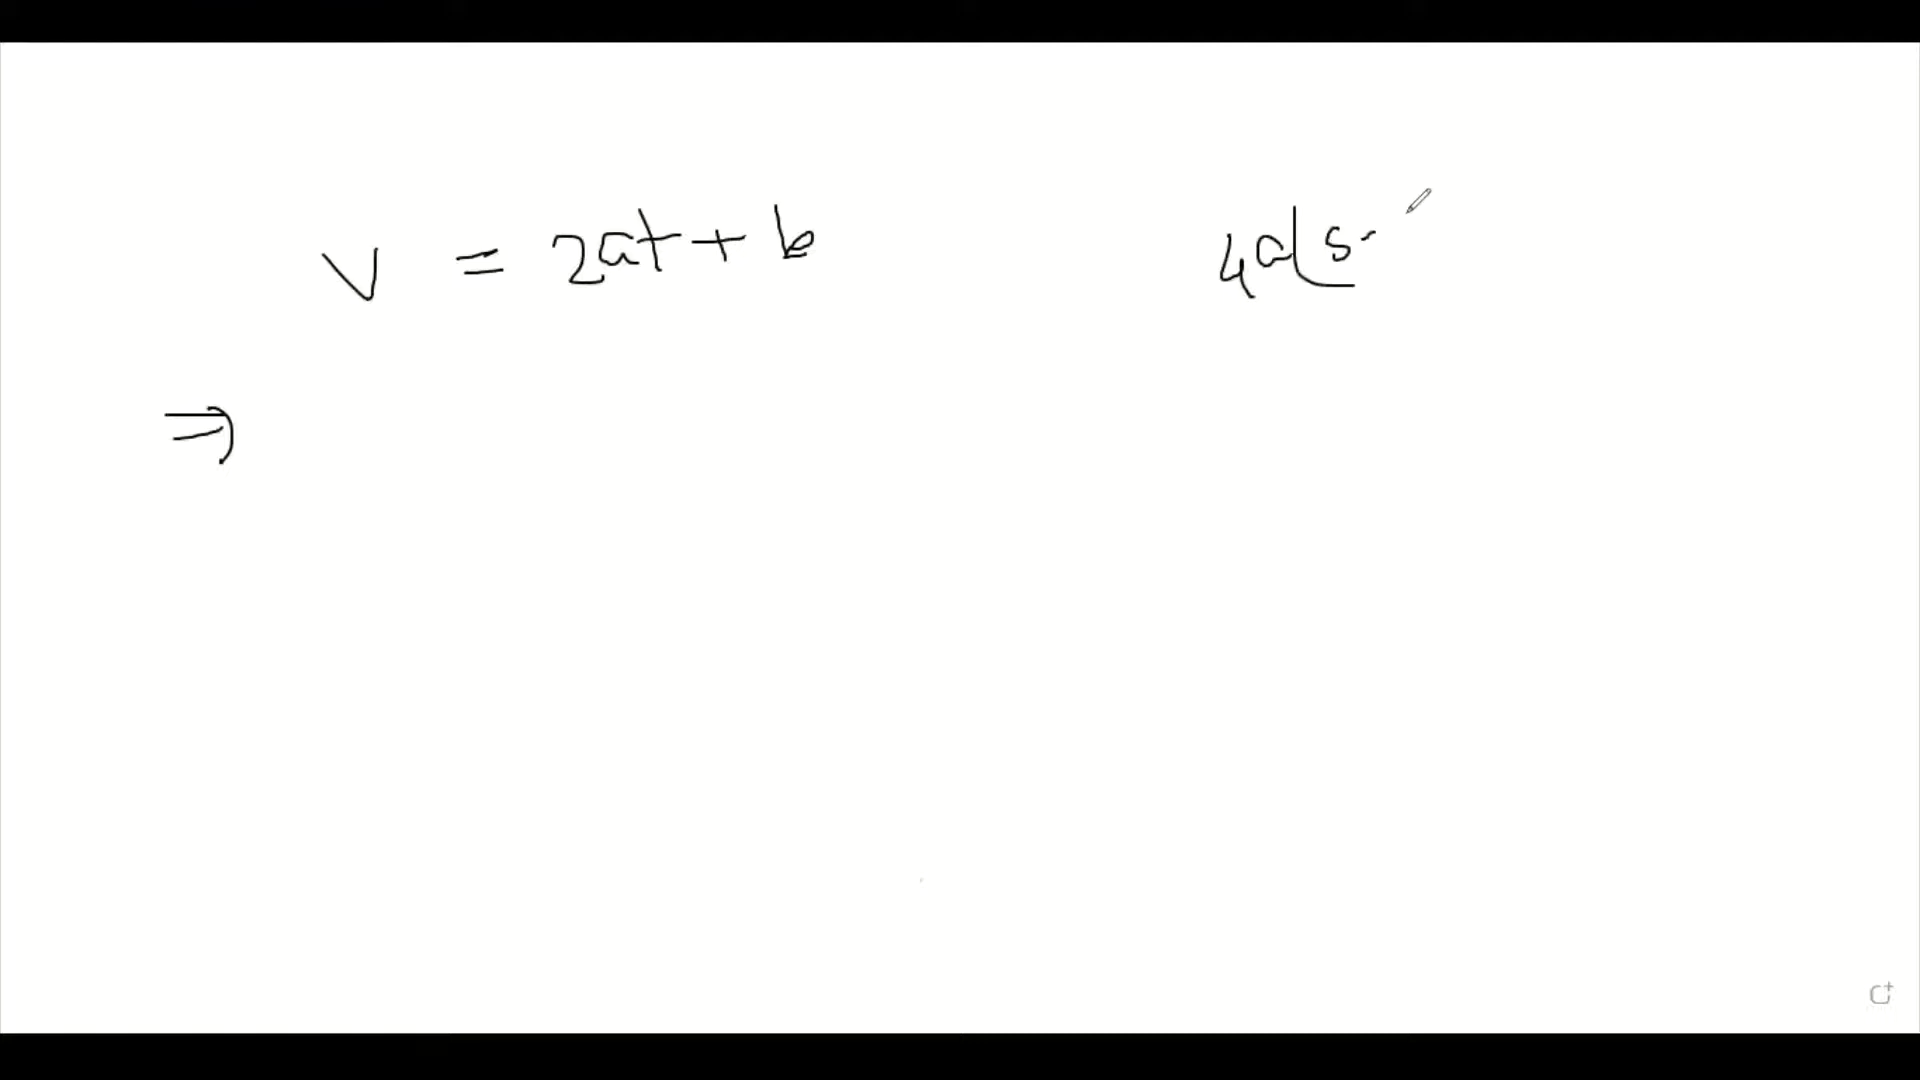 v = 2at + b 4a(s-
⇒